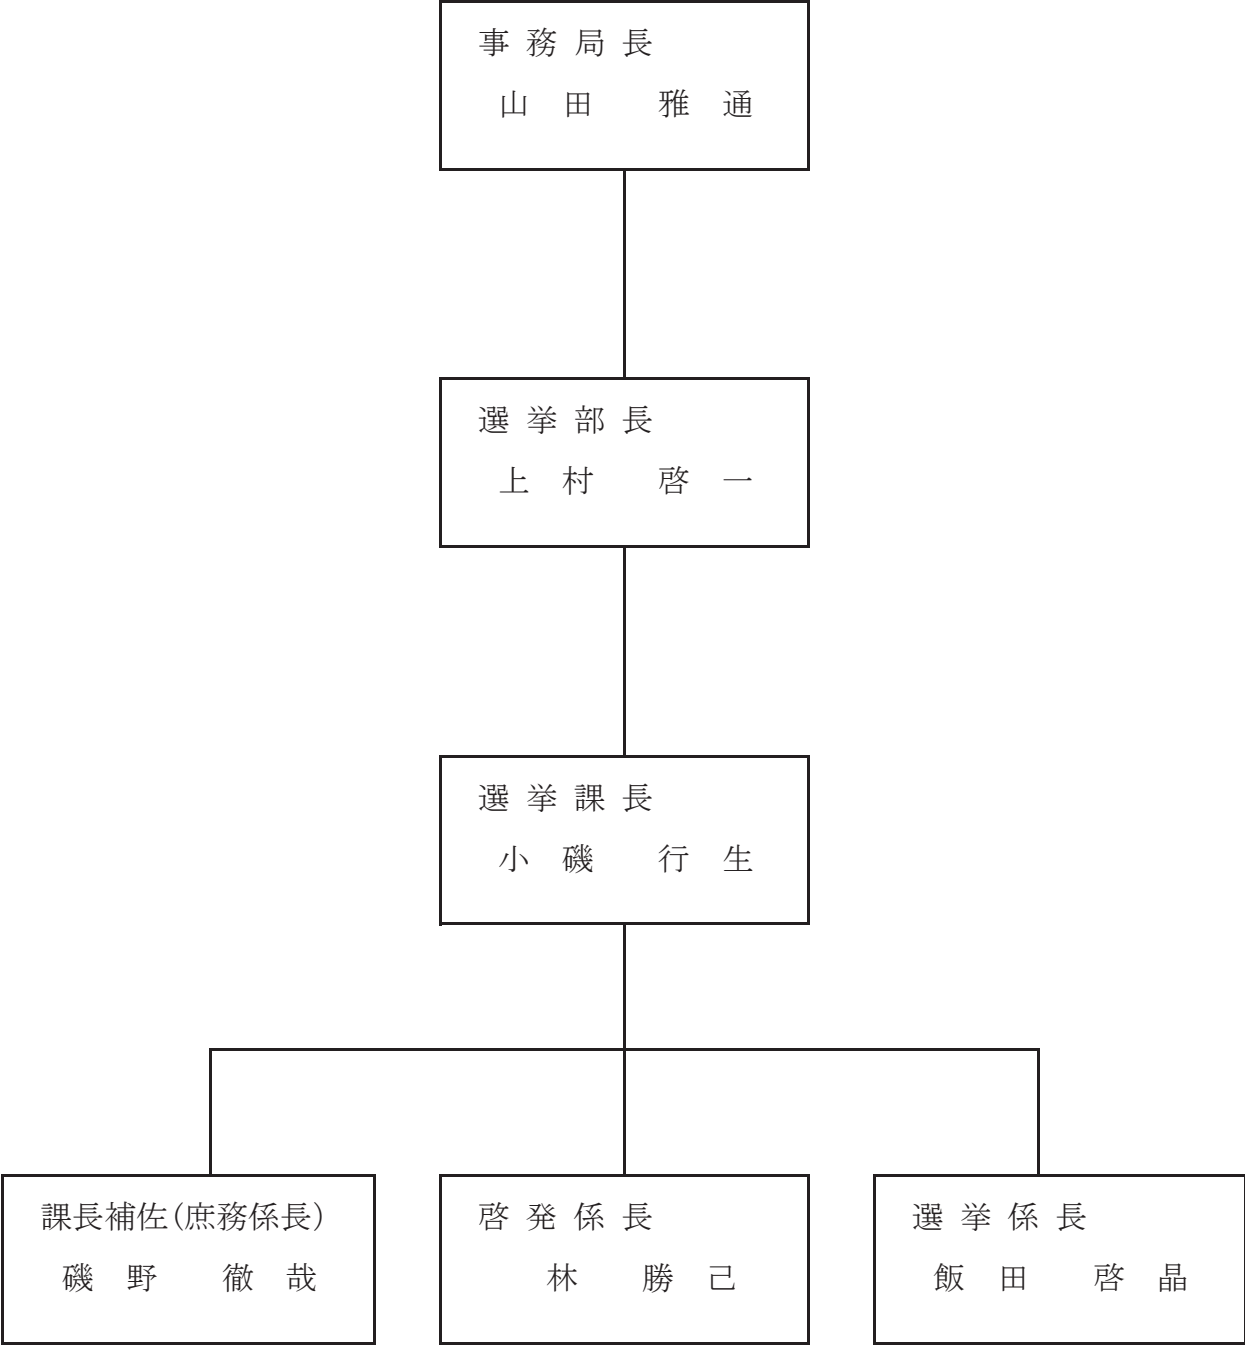 事務局長
山田 雅通
選挙部長
上村 啓一
選挙課長
小磯 行生
課長補佐(庶務係長)
磯野 徹哉
啓発係長
林 勝己
選挙係長
飯田 啓晶